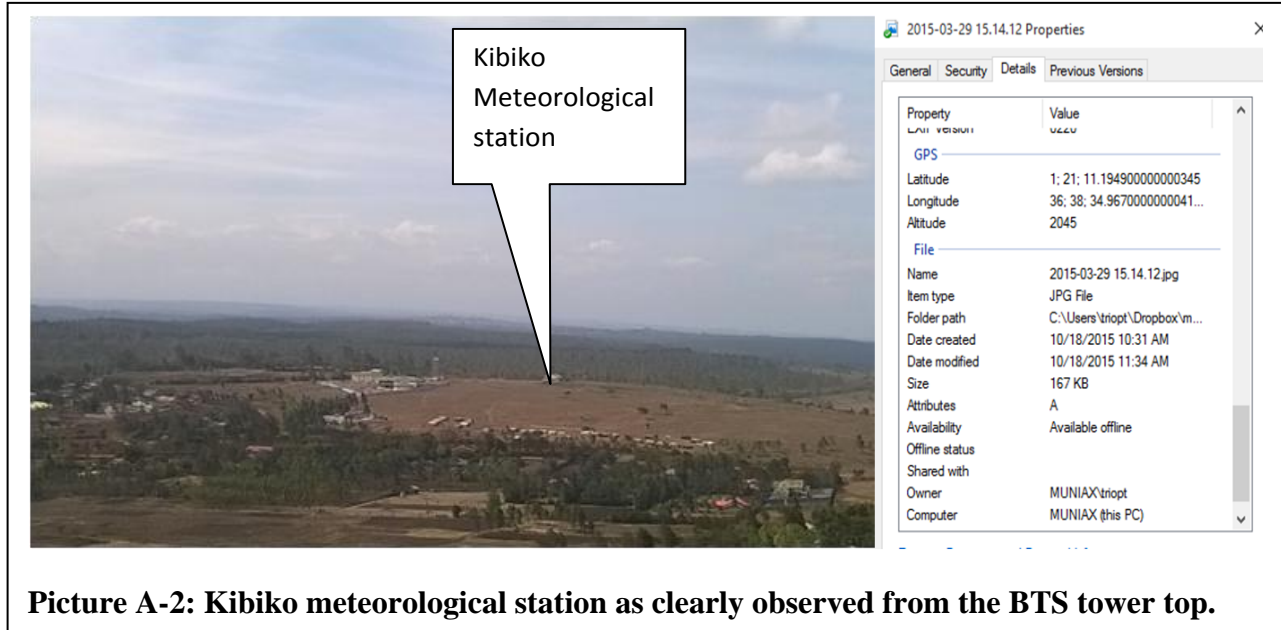 Kibiko
Meteorological
station
2015-03-29 15.14.12 Properties
General Security Details Previous Versions
Property Value
EXIF version 0220
GPS
Latitude 1; 21; 11.194900000000345
Longitude 36; 38; 34.9670000000041...
Altitude 2045
File
Name 2015-03-29 15.14.12.jpg
Item type JPG File
Folder path C:\Users\triopt\Dropbox\m...
Date created 10/18/2015 10:31 AM
Date modified 10/18/2015 11:34 AM
Size 167 KB
Attributes A
Availability Available offline
Offline status
Shared with
Owner MUNIAX\triopt
Computer MUNIAX (this PC)
Picture A-2: Kibiko meteorological station as clearly observed from the BTS tower top.